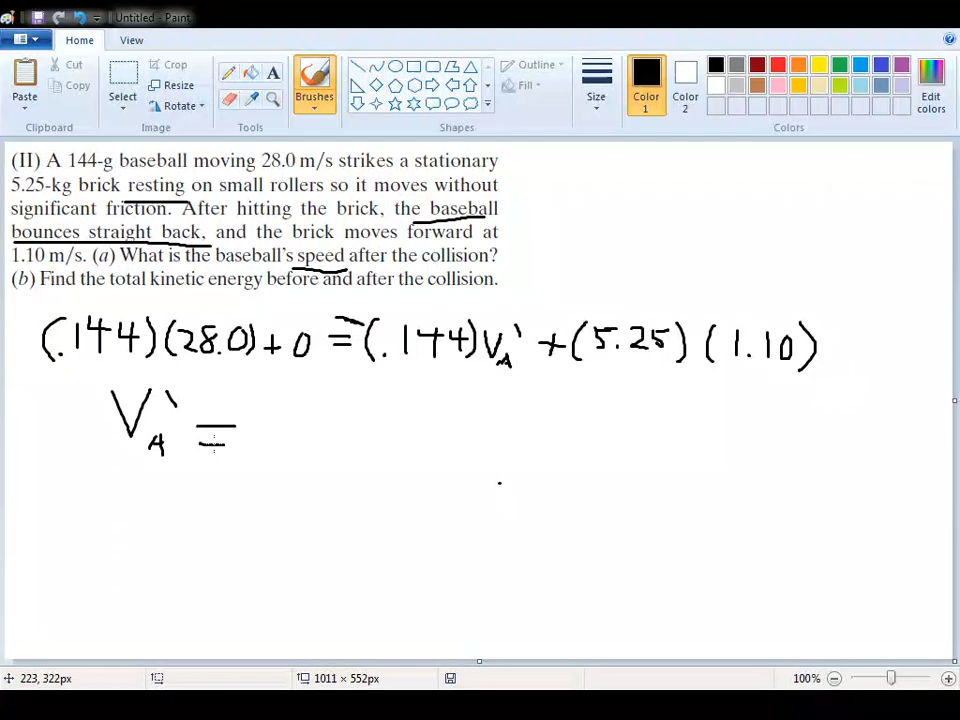 Untitled - Paint
Home View
Paste
Cut
Copy
Select
Crop
Resize
Rotate
Brushes
Outline
Fill
Size
Color 1
Color 2
Edit colors
Clipboard Image Tools Shapes Colors
(II) A 144-g baseball moving 28.0 m/s strikes a stationary
5.25-kg brick resting on small rollers so it moves without
significant friction. After hitting the brick, the baseball
bounces straight back, and the brick moves forward at
1.10 m/s. (a) What is the baseball's speed after the collision?
(b) Find the total kinetic energy before and after the collision.
(.144)(28.0)+0 = (.144)VA' + (5.25)(1.10)
VA' =
223, 322px 1011 × 552px 100%